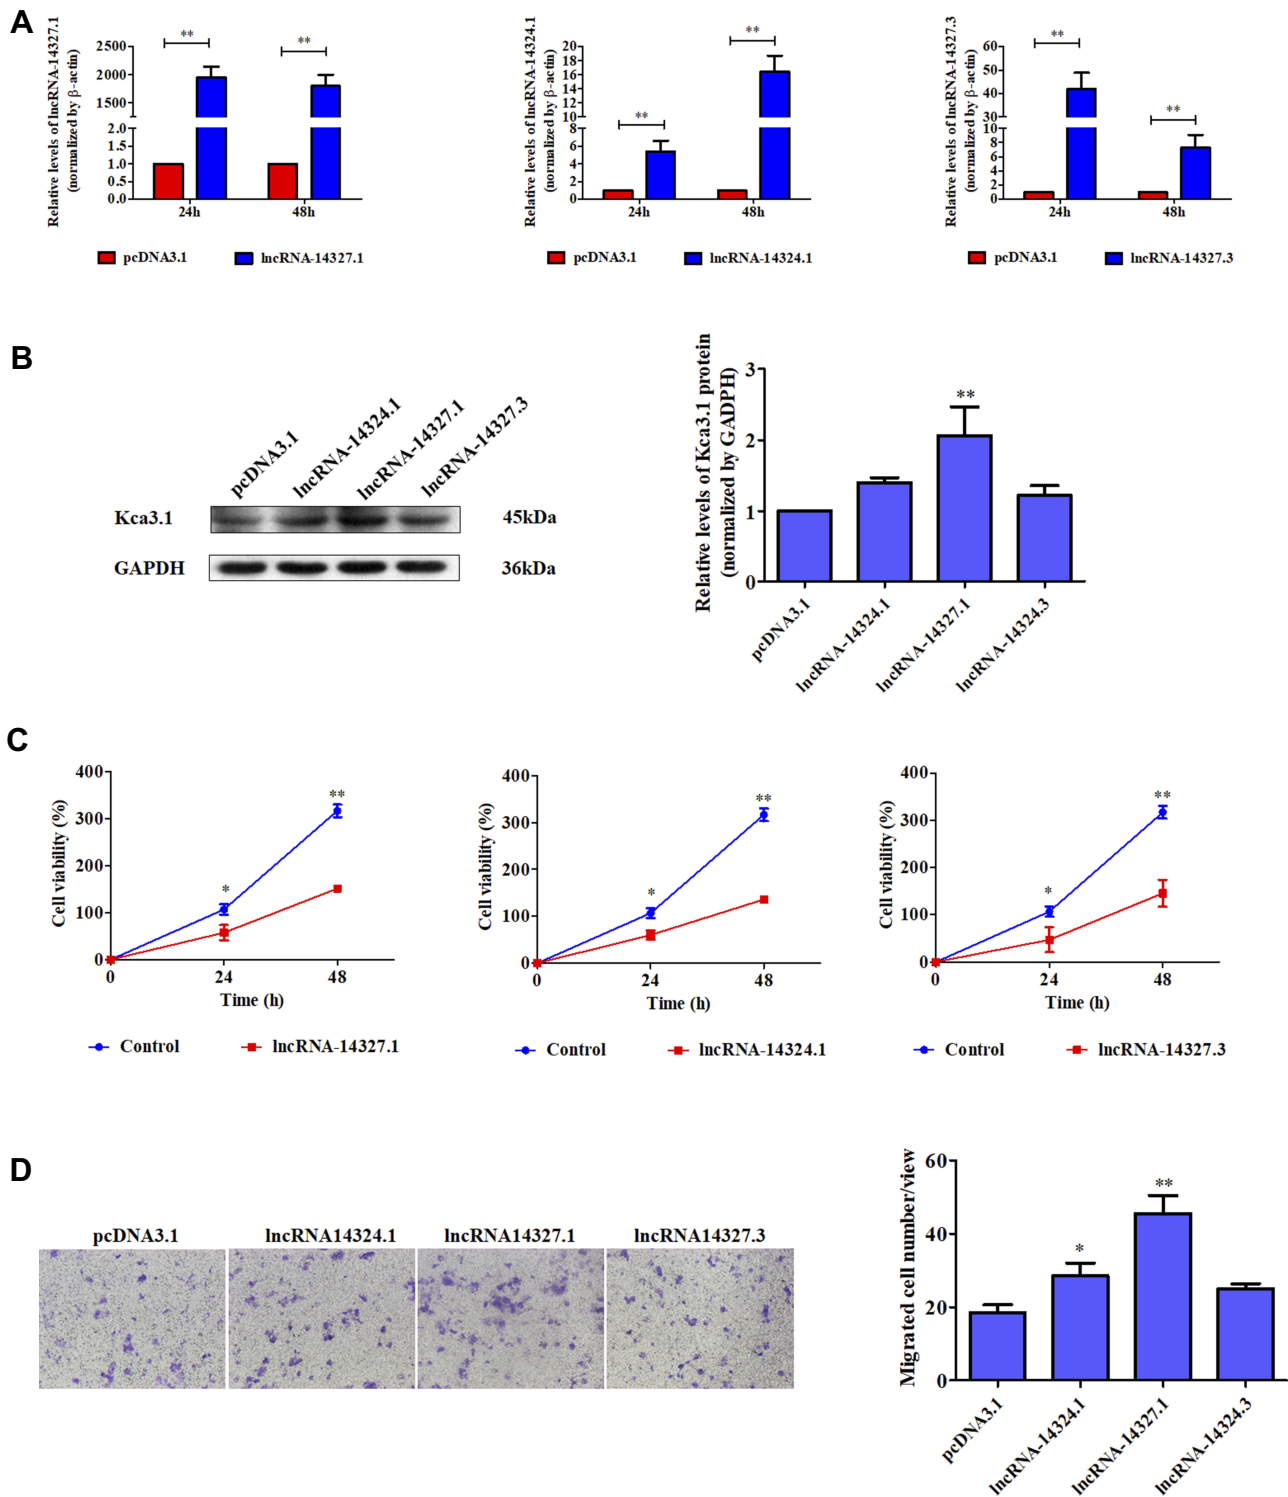 A
Relative levels of lncRNA-14327.1
(normalized by β-actin)
2500
2000
1500
2.0
1.5
1.0
0.5
0.0
**
**
24h
48h
pcDNA3.1
lncRNA-14327.1
Relative levels of lncRNA-14324.1
(normalized by β-actin)
20
18
16
14
12
10
8
6
4
2
0
**
**
24h
48h
pcDNA3.1
lncRNA-14324.1
Relative levels of lncRNA-14327.3
(normalized by β-actin)
60
50
40
30
10
8
6
4
2
0
**
**
24h
48h
pcDNA3.1
lncRNA-14327.3
B
pcDNA3.1
lncRNA-14324.1
lncRNA-14327.1
lncRNA-14327.3
Kca3.1
45kDa
GAPDH
36kDa
Relative levels of Kca3.1 protein
(normalized by GADPH)
3
2
1
0
**
pcDNA3.1
lncRNA-14324.1
lncRNA-14327.1
lncRNA-14324.3
C
Cell viability (%)
400
300
200
100
0
*
**
0
24
48
Time (h)
Control
lncRNA-14327.1
Cell viability (%)
400
300
200
100
0
*
**
0
24
48
Time (h)
Control
lncRNA-14324.1
Cell viability (%)
400
300
200
100
0
*
**
0
24
48
Time (h)
Control
lncRNA-14327.3
D
pcDNA3.1
lncRNA14324.1
lncRNA14327.1
lncRNA14327.3
Migrated cell number/view
60
40
20
0
*
**
pcDNA3.1
lncRNA-14324.1
lncRNA-14327.1
lncRNA-14324.3